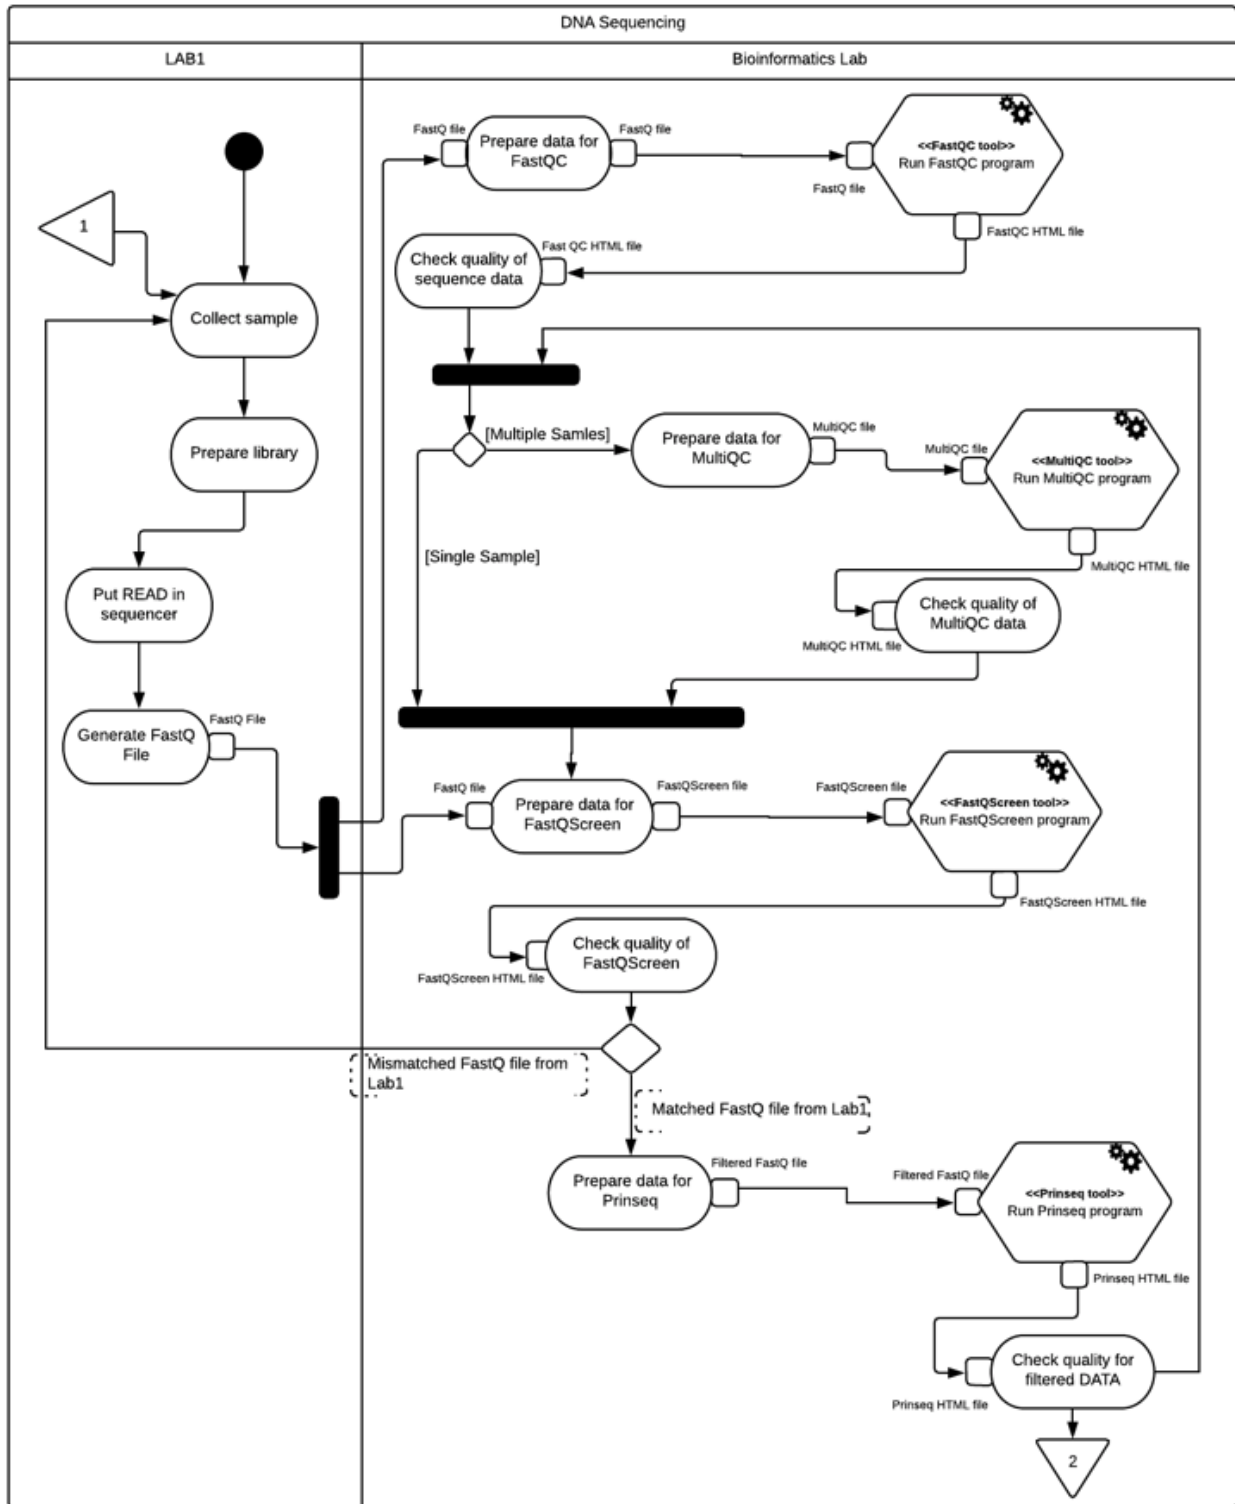 DNA Sequencing
LAB1
Bioinformatics Lab
FastQ file
Prepare data for
FastQC
FastQ file
<<FastQC tool>>
Run FastQC program
FastQ file
FastQC HTML file
1
Check quality of
sequence data
Fast QC HTML file
Collect sample
[Multiple Samles]
Prepare data for
MultiQC
MultiQC file
MultiQC file
<<MultiQC tool>>
Run MultiQC program
Prepare library
[Single Sample]
MultiQC HTML file
Put READ in
sequencer
Check quality of
MultiQC data
MultiQC HTML file
Generate FastQ
File
FastQ File
FastQ file
Prepare data for
FastQScreen
FastQScreen file
FastQScreen file
<<FastQScreen tool>>
Run FastQScreen program
FastQScreen HTML file
Check quality of
FastQScreen
FastQScreen HTML file
Mismatched FastQ file from
Lab1
Matched FastQ file from Lab1
Prepare data for
Prinseq
Filtered FastQ file
Filtered FastQ file
<<Prinseq tool>>
Run Prinseq program
Prinseq HTML file
Check quality for
filtered DATA
Prinseq HTML file
2